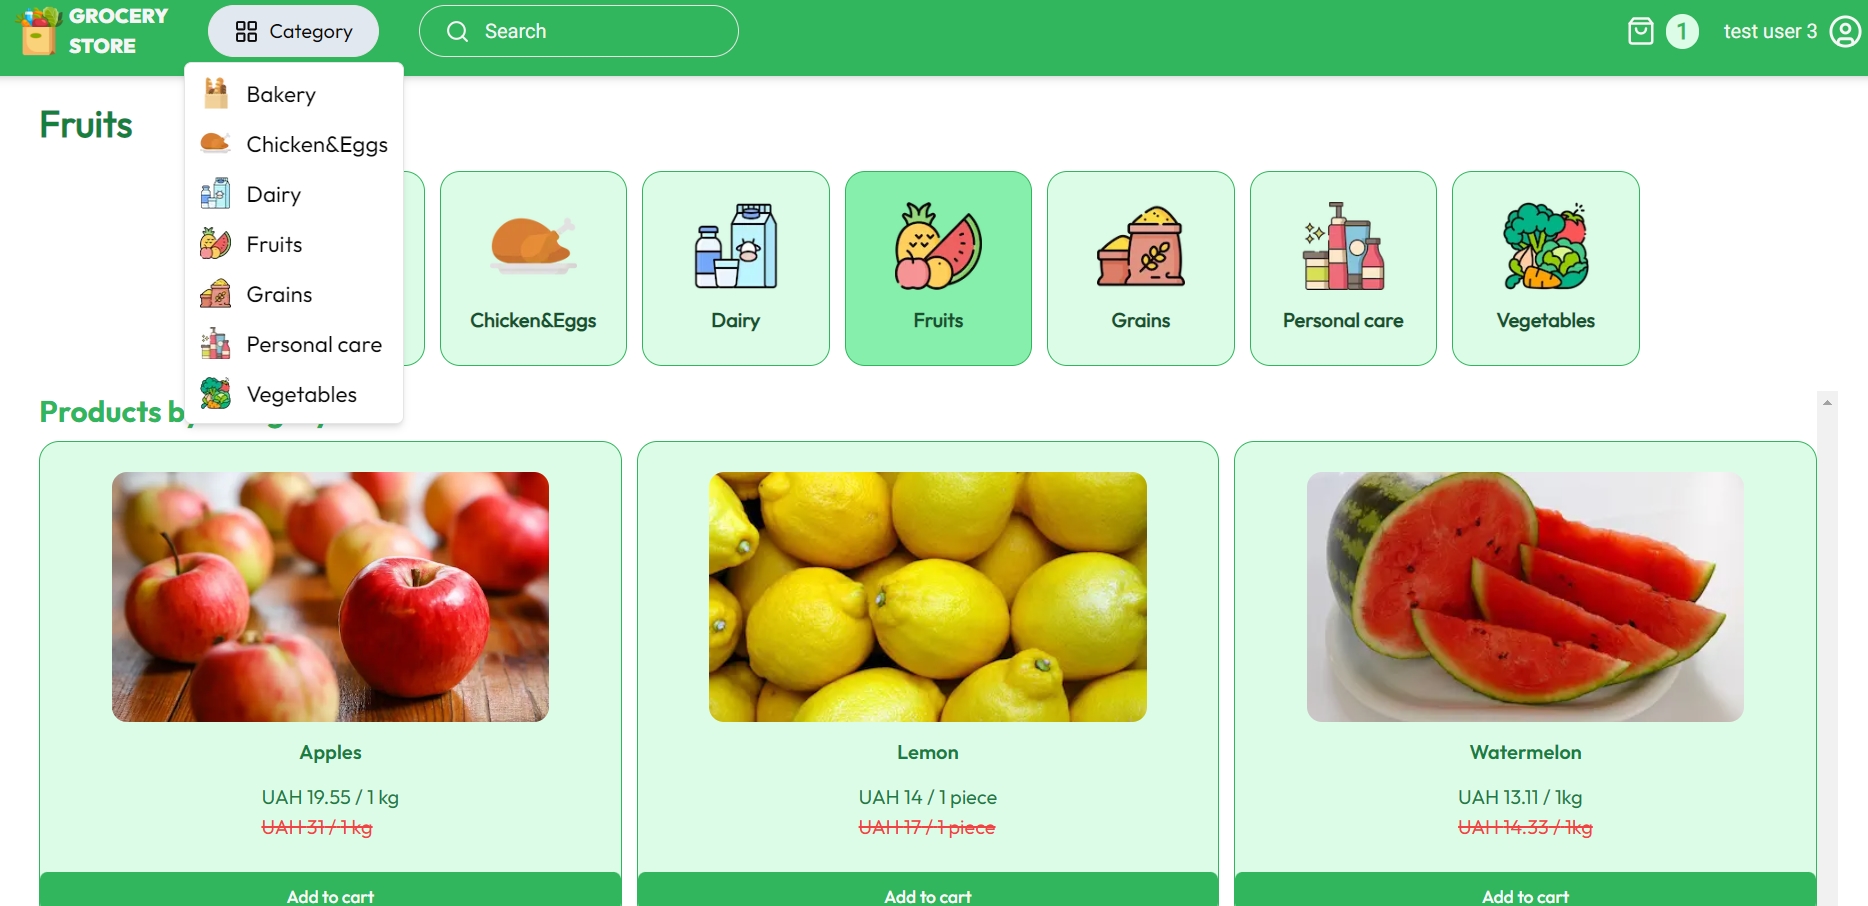 GROCERY
STORE
Category
Search
1
test user 3
Bakery
Chicken&Eggs
Dairy
Fruits
Grains
Personal care
Vegetables
Fruits
Chicken&Eggs
Dairy
Fruits
Grains
Personal care
Vegetables
Products
Apples
UAH 19.55 / 1 kg
UAH 31 / 1 kg
Add to cart
Lemon
UAH 14 / 1 piece
UAH 17 / 1 piece
Add to cart
Watermelon
UAH 13.11 / 1kg
UAH 14.33 / 1kg
Add to cart